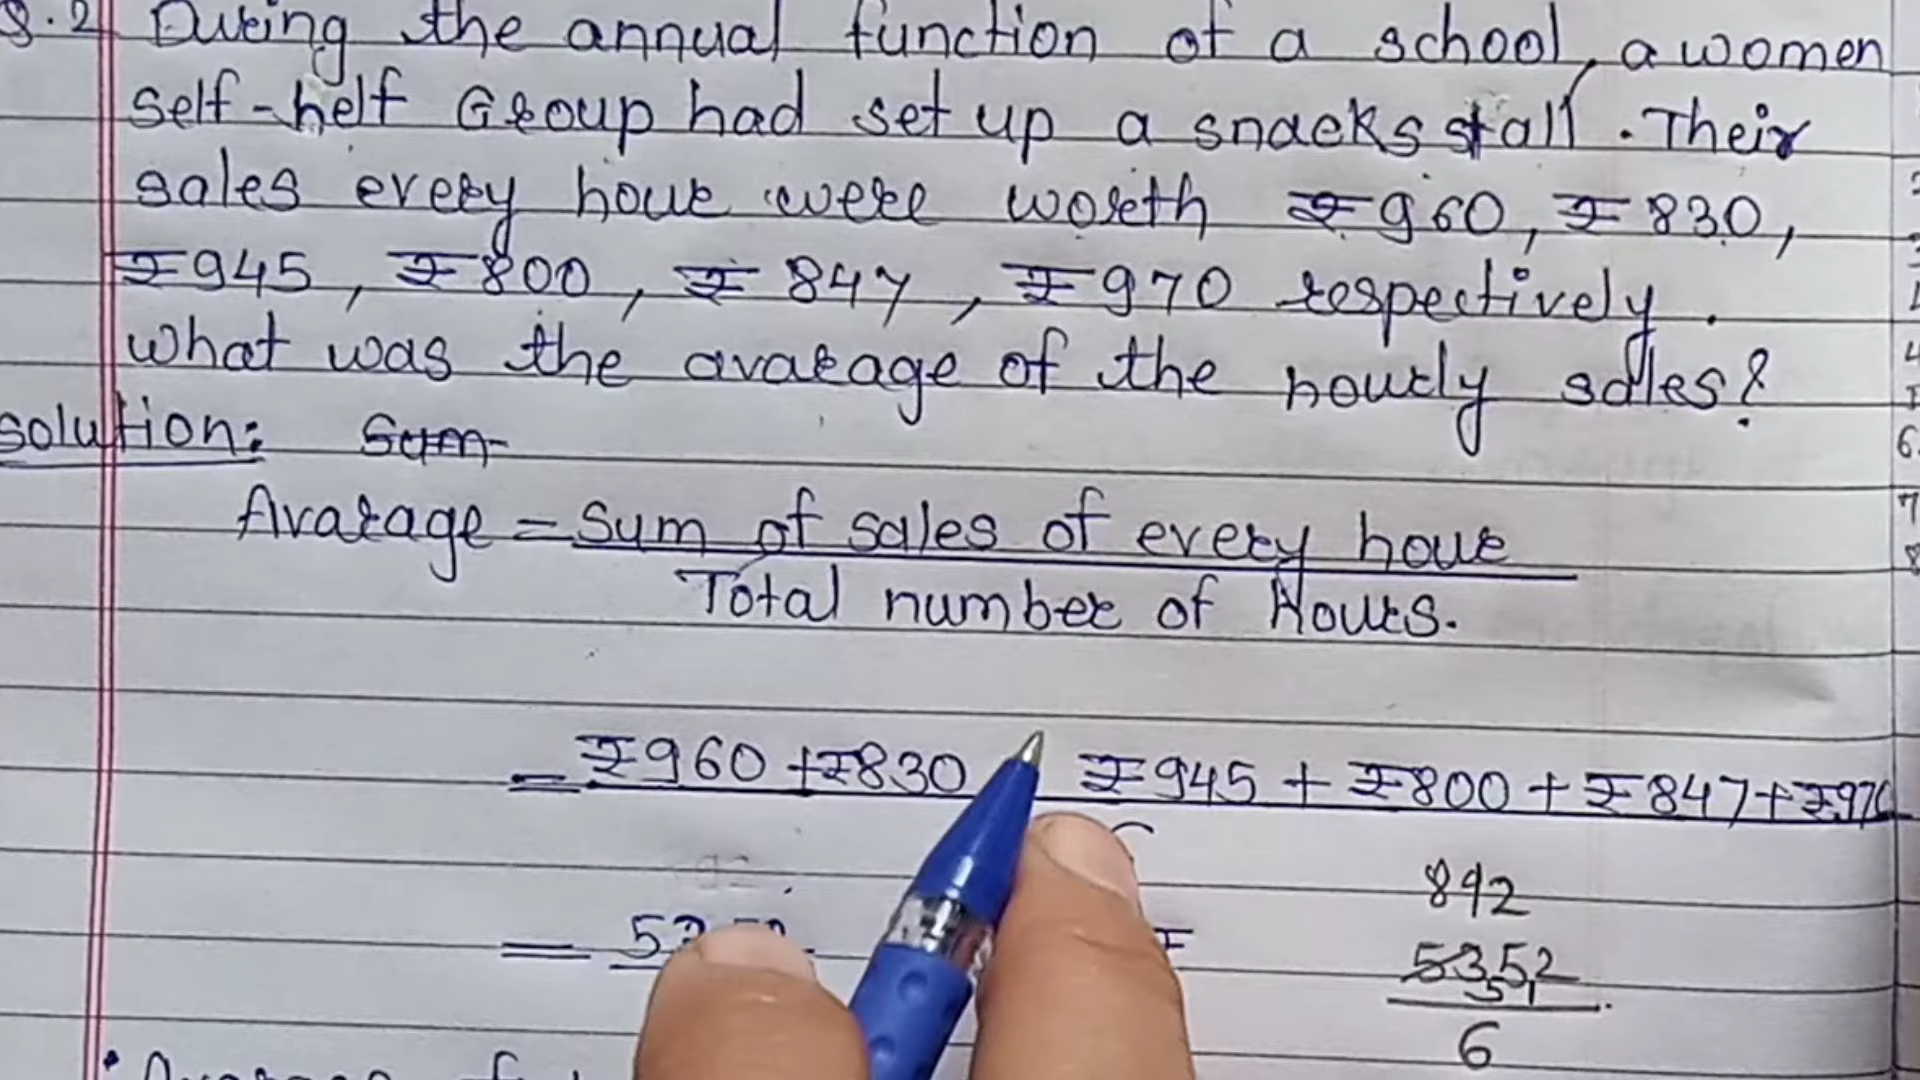 Q.2 During the annual function of a school, a women
self-helf Group had set up a snacks stall. Their
sales every hour were worth ₹960, ₹830,
₹945, ₹800, ₹847, ₹970 respectively.
What was the avarage of the hourly sales?
Solution: Sum
Avarage = Sum of sales of every hour
Total number of Hours.
= ₹960 + ₹830 ₹945 + ₹800 + ₹847 + ₹970
892
= 5352
6